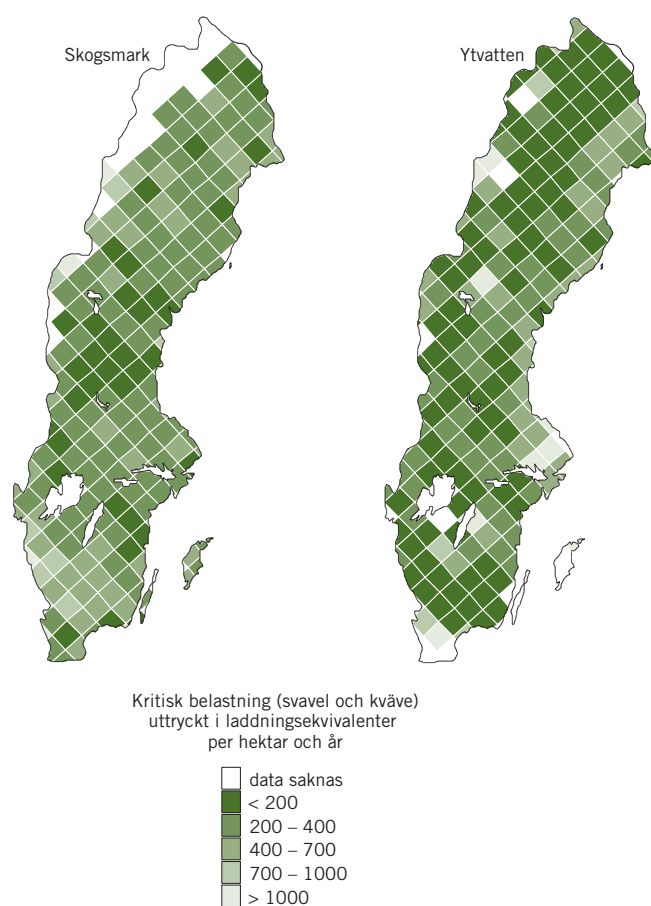 Skogsmark
Ytvatten
Kritisk belastning (svavel och kväve)
uttryckt i laddningsekvivalenter
per hektar och år
data saknas
< 200
200 – 400
400 – 700
700 – 1000
> 1000